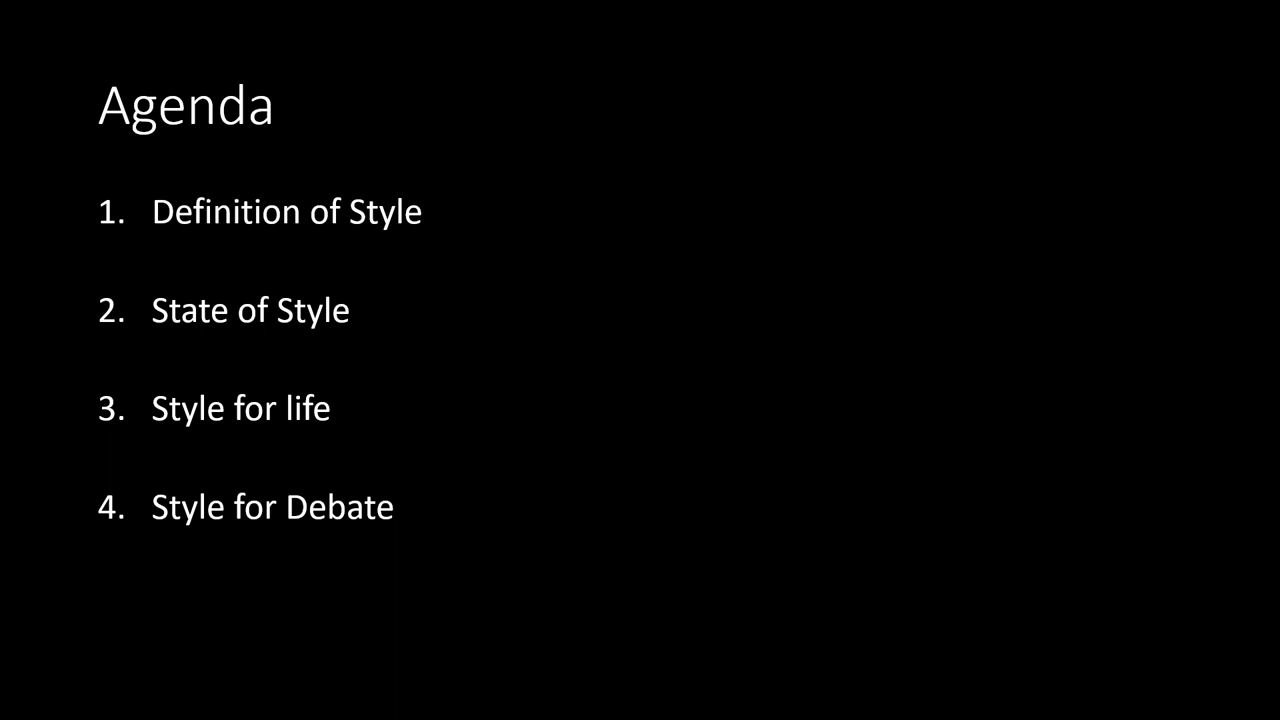 Agenda
1. Definition of Style
2. State of Style
3. Style for life
4. Style for Debate